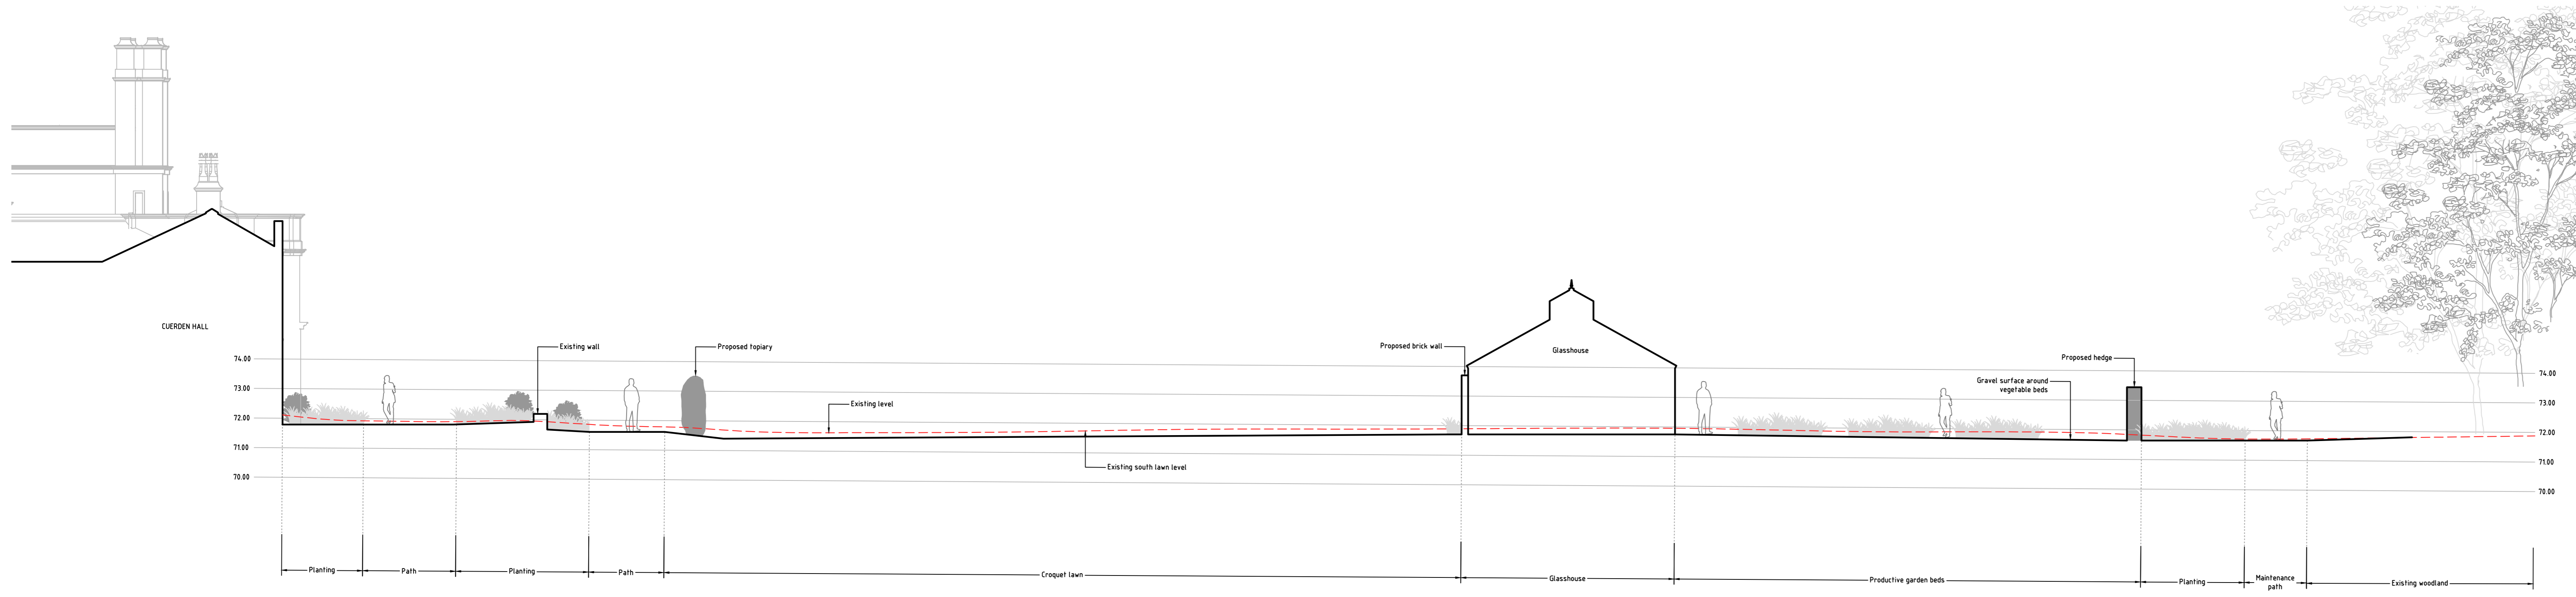 CUERDEN HALL
74.00
73.00
72.00
71.00
70.00
Existing wall
Proposed topiary
Existing level
Existing south lawn level
Proposed brick wall
Glasshouse
Gravel surface around
vegetable beds
Proposed hedge
74.00
73.00
72.00
71.00
70.00
Planting
Path
Planting
Path
Croquet lawn
Glasshouse
Productive garden beds
Planting
Maintenance
path
Existing woodland